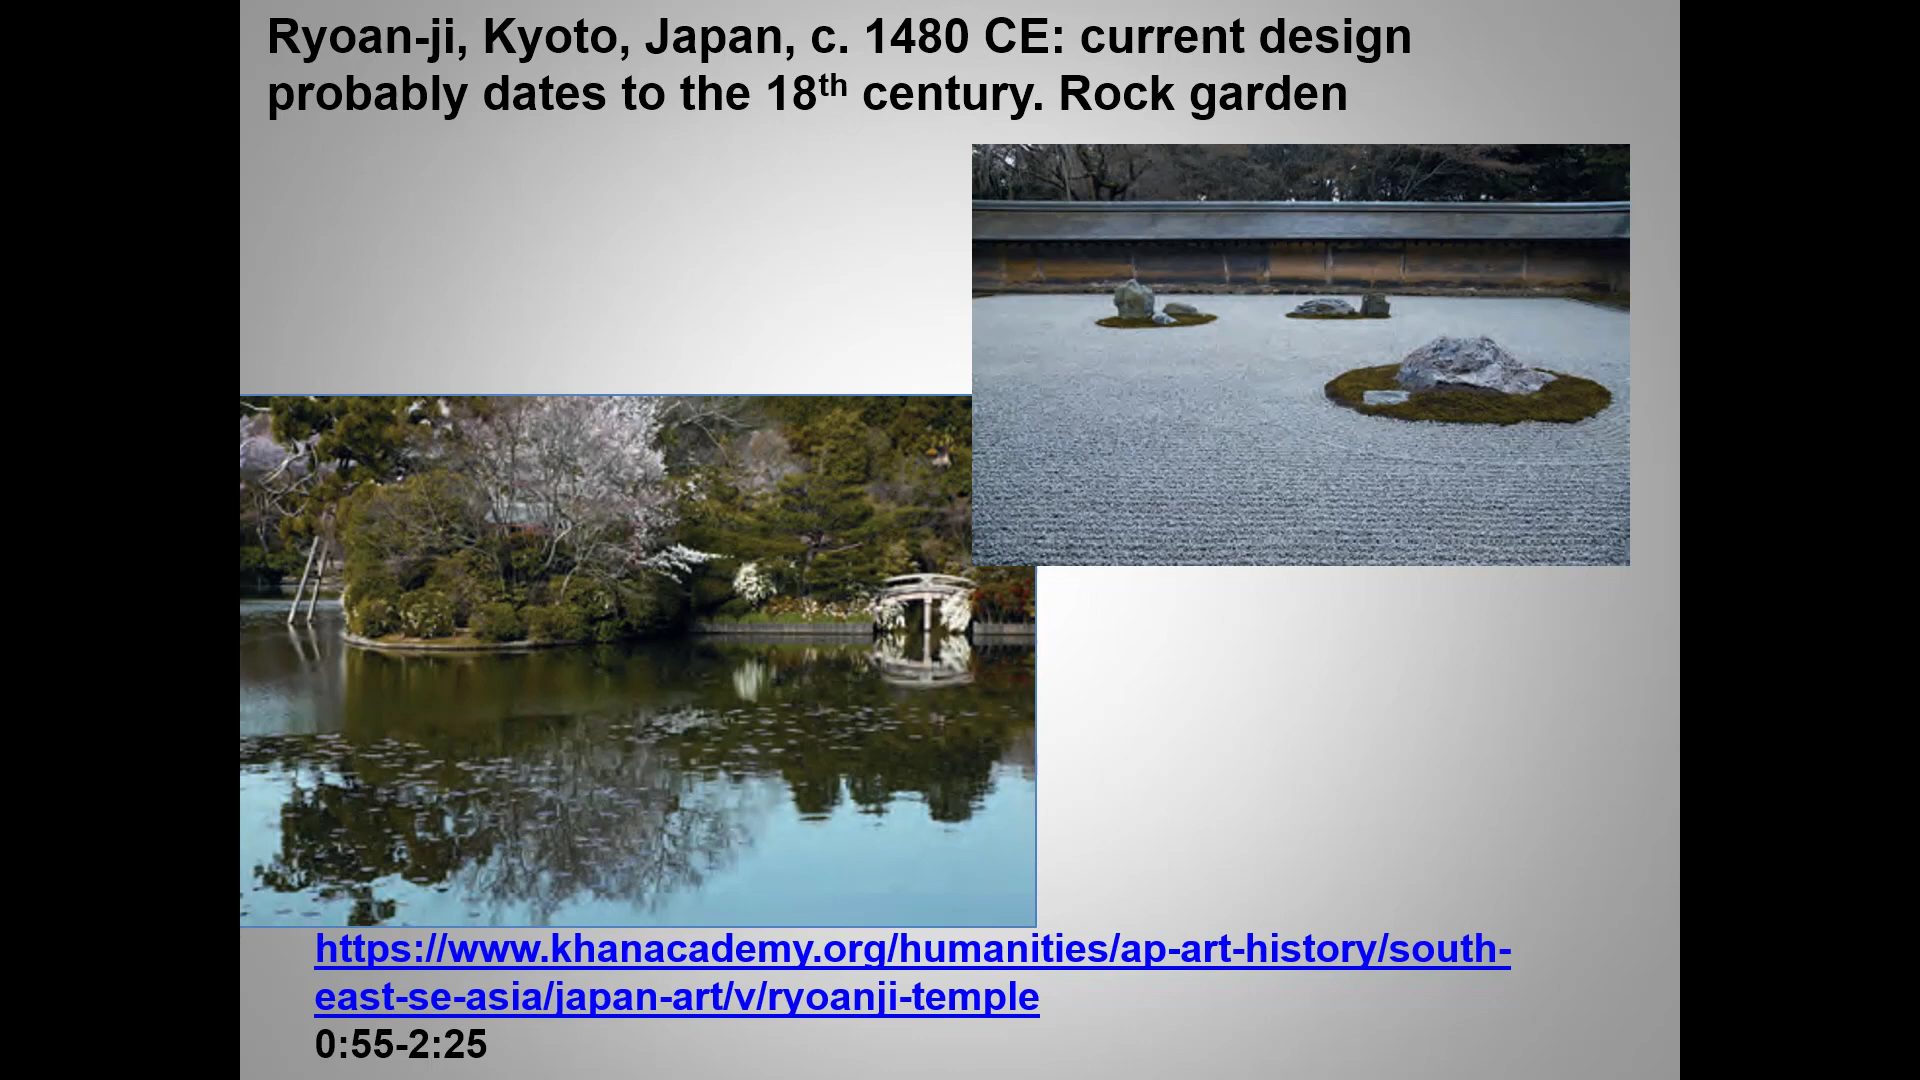 Ryoan-ji, Kyoto, Japan, c. 1480 CE: current design
probably dates to the 18th century. Rock garden
https://www.khanacademy.org/humanities/ap-art-history/south-
east-se-asia/japan-art/v/ryoanji-temple
0:55-2:25